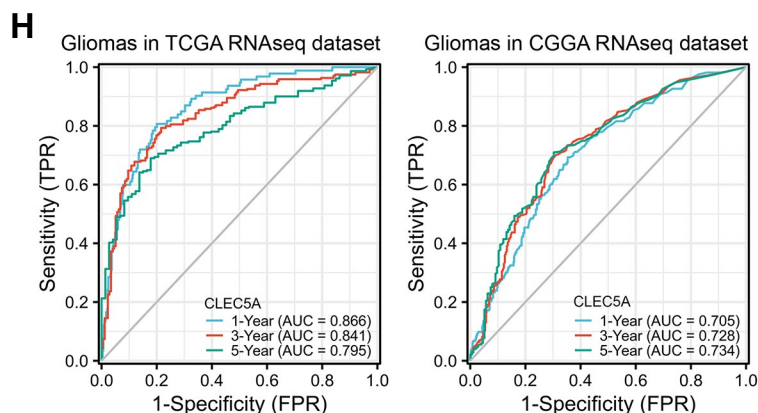 H
Gliomas in TCGA RNAseq dataset
Sensitivity (TPR)
1.0
0.8
0.6
0.4
0.2
0.0
CLEC5A
1-Year (AUC = 0.866)
3-Year (AUC = 0.841)
5-Year (AUC = 0.795)
0.0 0.2 0.4 0.6 0.8 1.0
1-Specificity (FPR)
Gliomas in CGGA RNAseq dataset
Sensitivity (TPR)
1.0
0.8
0.6
0.4
0.2
0.0
CLEC5A
1-Year (AUC = 0.705)
3-Year (AUC = 0.728)
5-Year (AUC = 0.734)
0.0 0.2 0.4 0.6 0.8 1.0
1-Specificity (FPR)